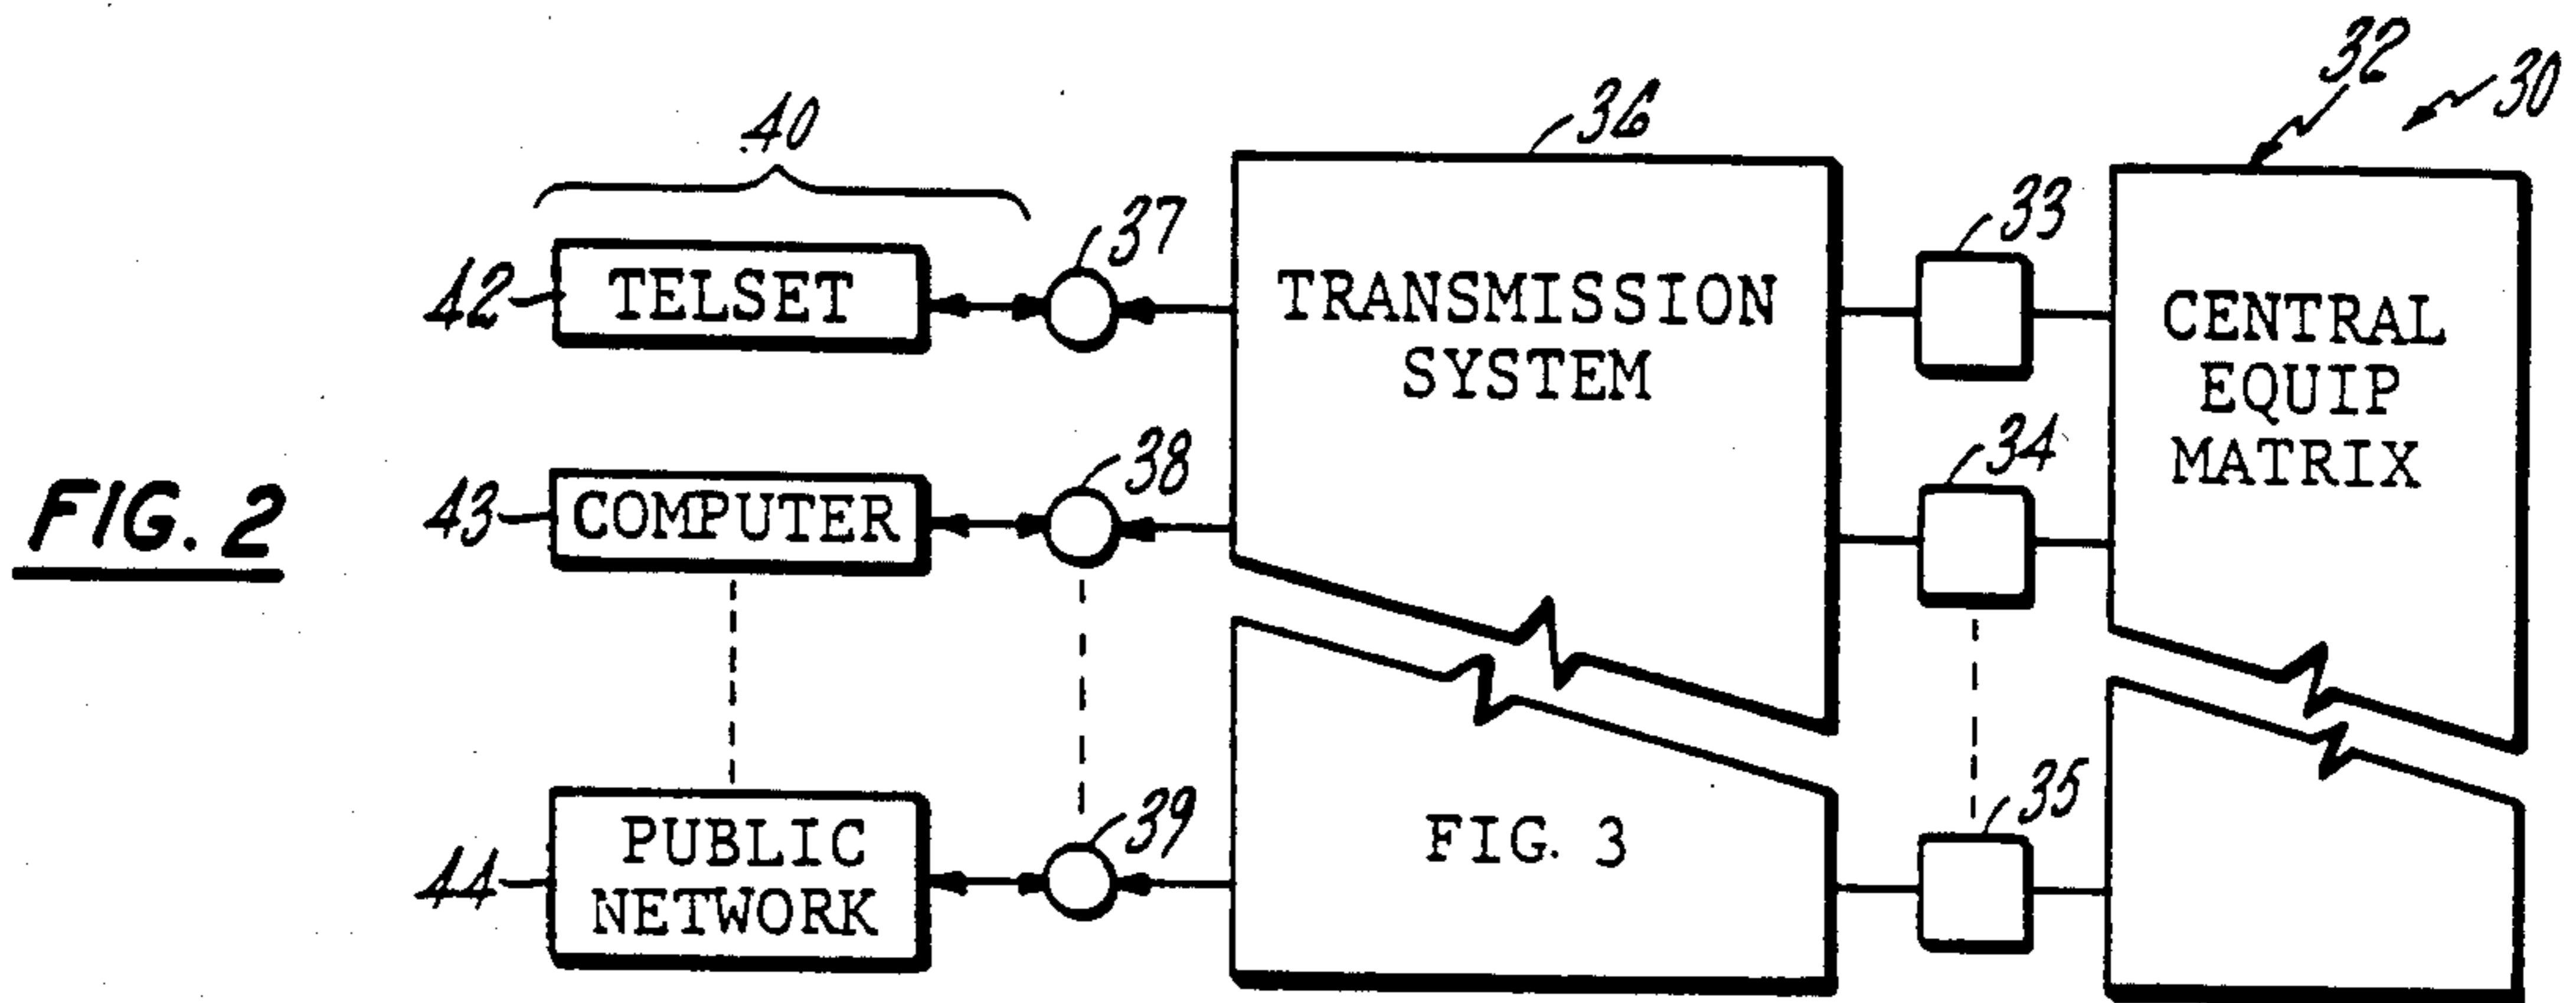 32
30
40
36
37
33
42
TELSET
TRANSMISSION
SYSTEM
CENTRAL
EQUIP
MATRIX
38
34
43
COMPUTER
FIG. 2
39
35
44
PUBLIC
NETWORK
FIG. 3